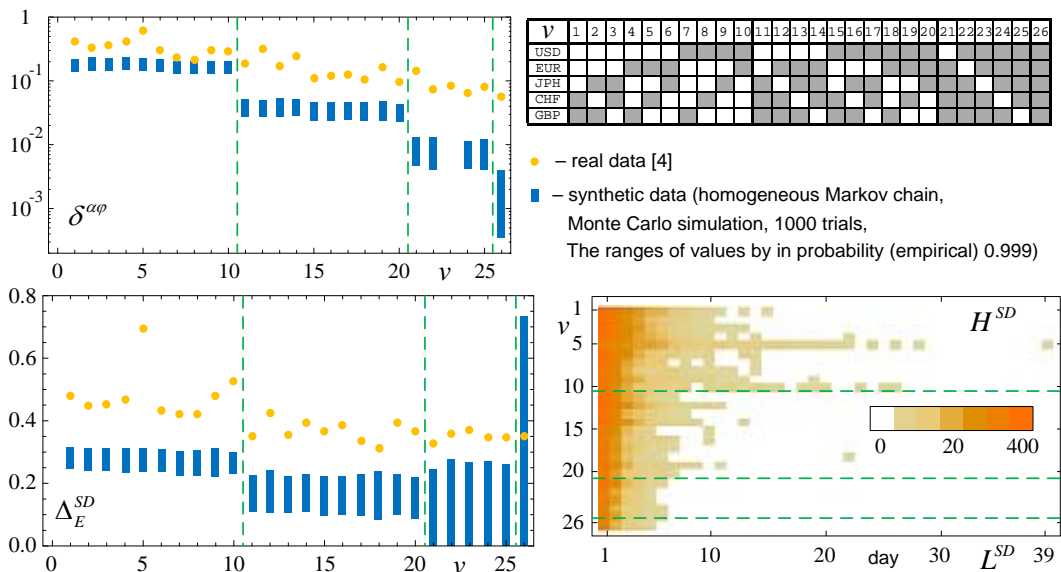 1
10⁻¹
10⁻²
10⁻³
δ^αφ
0 5 10 15 20 25
v
v 1 2 3 4 5 6 7 8 9 10 11 12 13 14 15 16 17 18 19 20 21 22 23 24 25 26
USD
EUR
JPH
CHF
GBP
– real data [4]
– synthetic data (homogeneous Markov chain,
Monte Carlo simulation, 1000 trials,
The ranges of values by in probability (empirical) 0.999)
0.8
0.6
0.4
0.2
0.0
Δ_E^SD
0 5 10 15 20 25
v
1
v
5
10
15
20
26
H^SD
0 20 400
1 10 20 day 30 L^SD 39